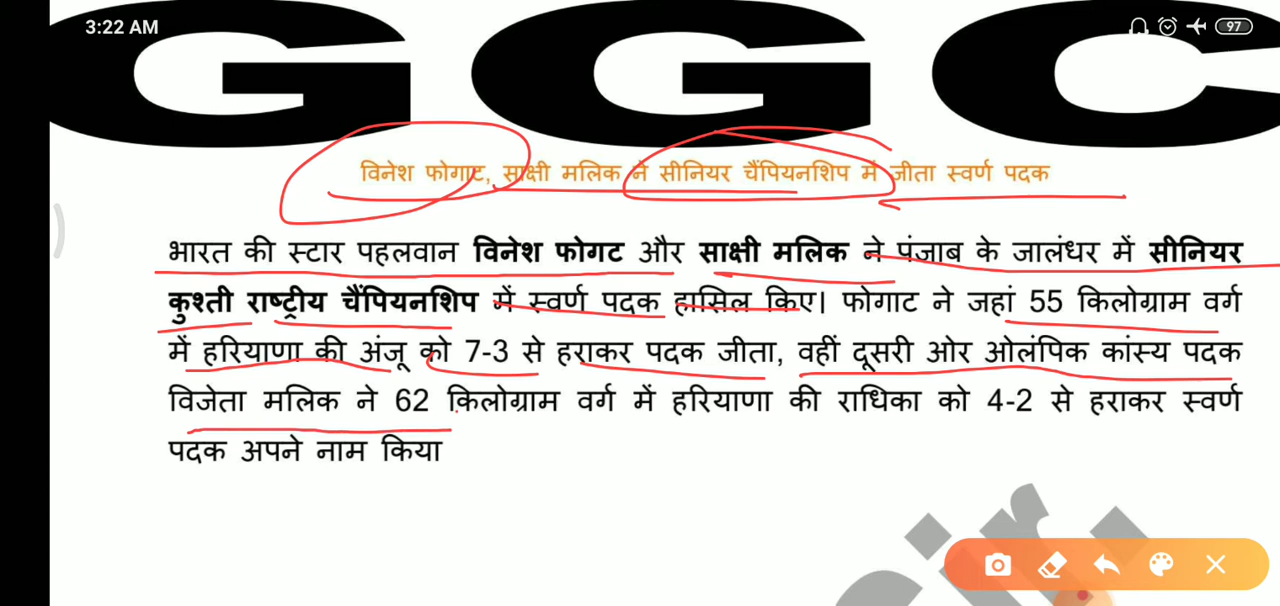 GGC
3:22 AM
97
विनेश फोगाट, साक्षी मलिक ने सीनियर चैंपियनशिप में जीता स्वर्ण पदक
भारत की स्टार पहलवान विनेश फोगट और साक्षी मलिक ने पंजाब के जालंधर में सीनियर
कुश्ती राष्ट्रीय चैंपियनशिप में स्वर्ण पदक हासिल किए। फोगाट ने जहां 55 किलोग्राम वर्ग
में हरियाणा की अंजू को 7-3 से हराकर पदक जीता, वहीं दूसरी ओर ओलंपिक कांस्य पदक
विजेता मलिक ने 62 किलोग्राम वर्ग में हरियाणा की राधिका को 4-2 से हराकर स्वर्ण
पदक अपने नाम किया